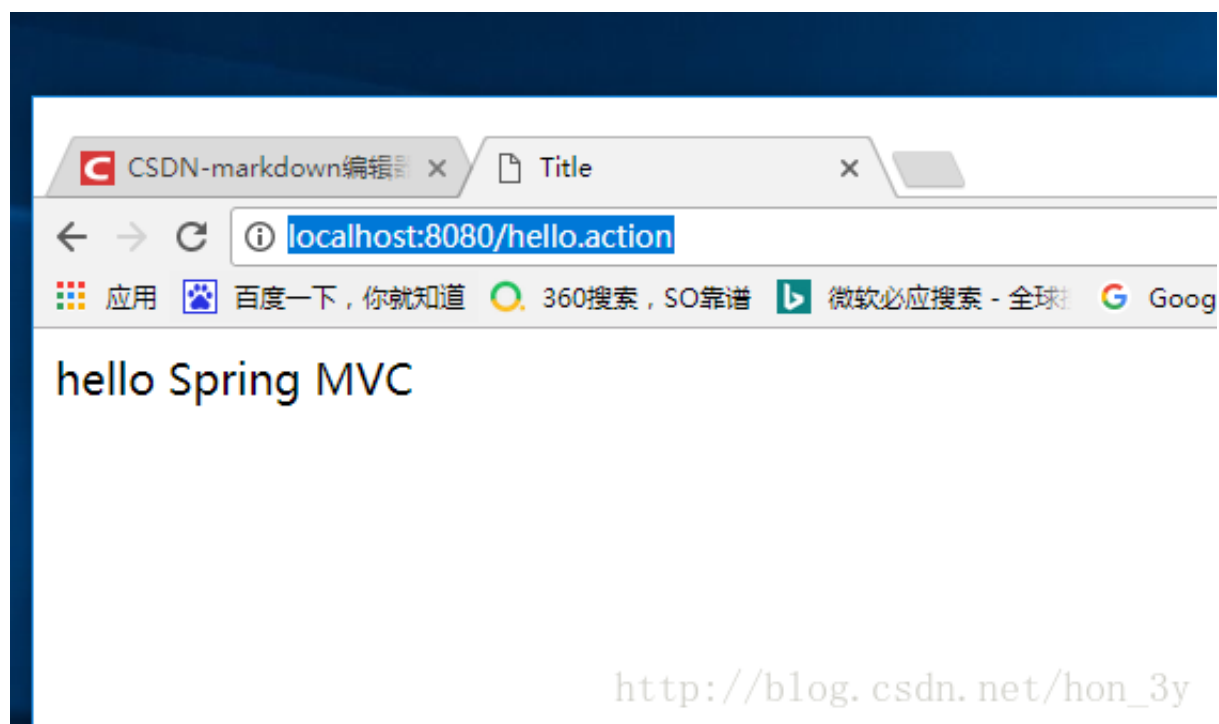 CSDN-markdown编辑 Title
localhost:8080/hello.action
应用 百度一下，你就知道 360搜索，SO靠谱 微软必应搜索 - 全球 Goog
hello Spring MVC
http://blog.csdn.net/hon_3y